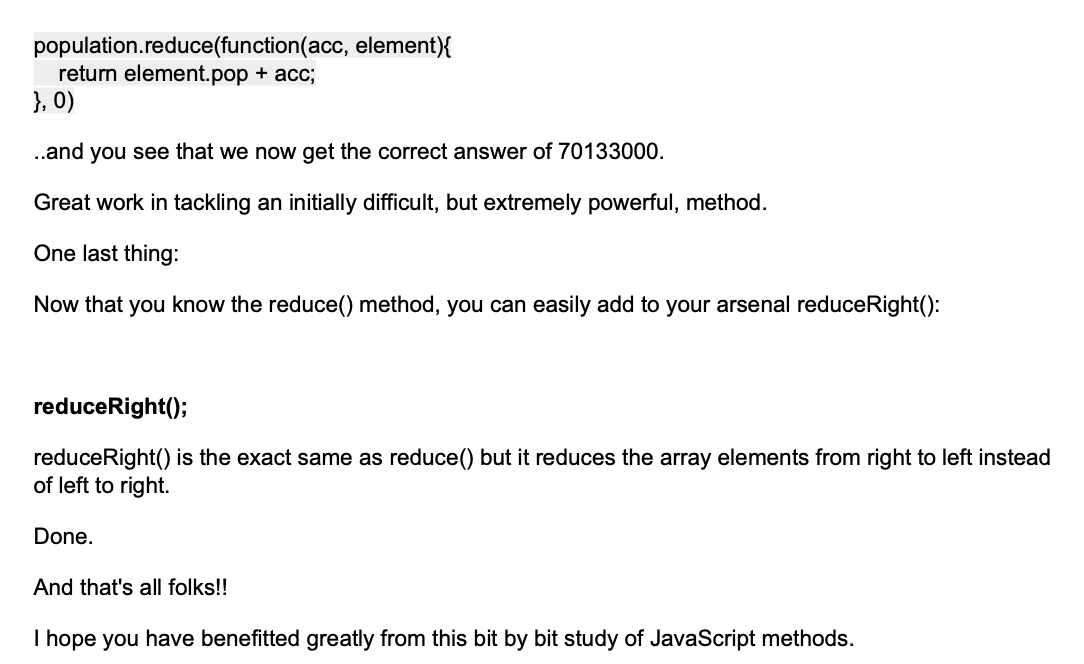 population.reduce(function(acc, element){
return element.pop + acc;
}, 0)
..and you see that we now get the correct answer of 70133000.
Great work in tackling an initially difficult, but extremely powerful, method.
One last thing:
Now that you know the reduce() method, you can easily add to your arsenal reduceRight():
reduceRight();
reduceRight() is the exact same as reduce() but it reduces the array elements from right to left instead
of left to right.
Done.
And that's all folks!!
I hope you have benefitted greatly from this bit by bit study of JavaScript methods.